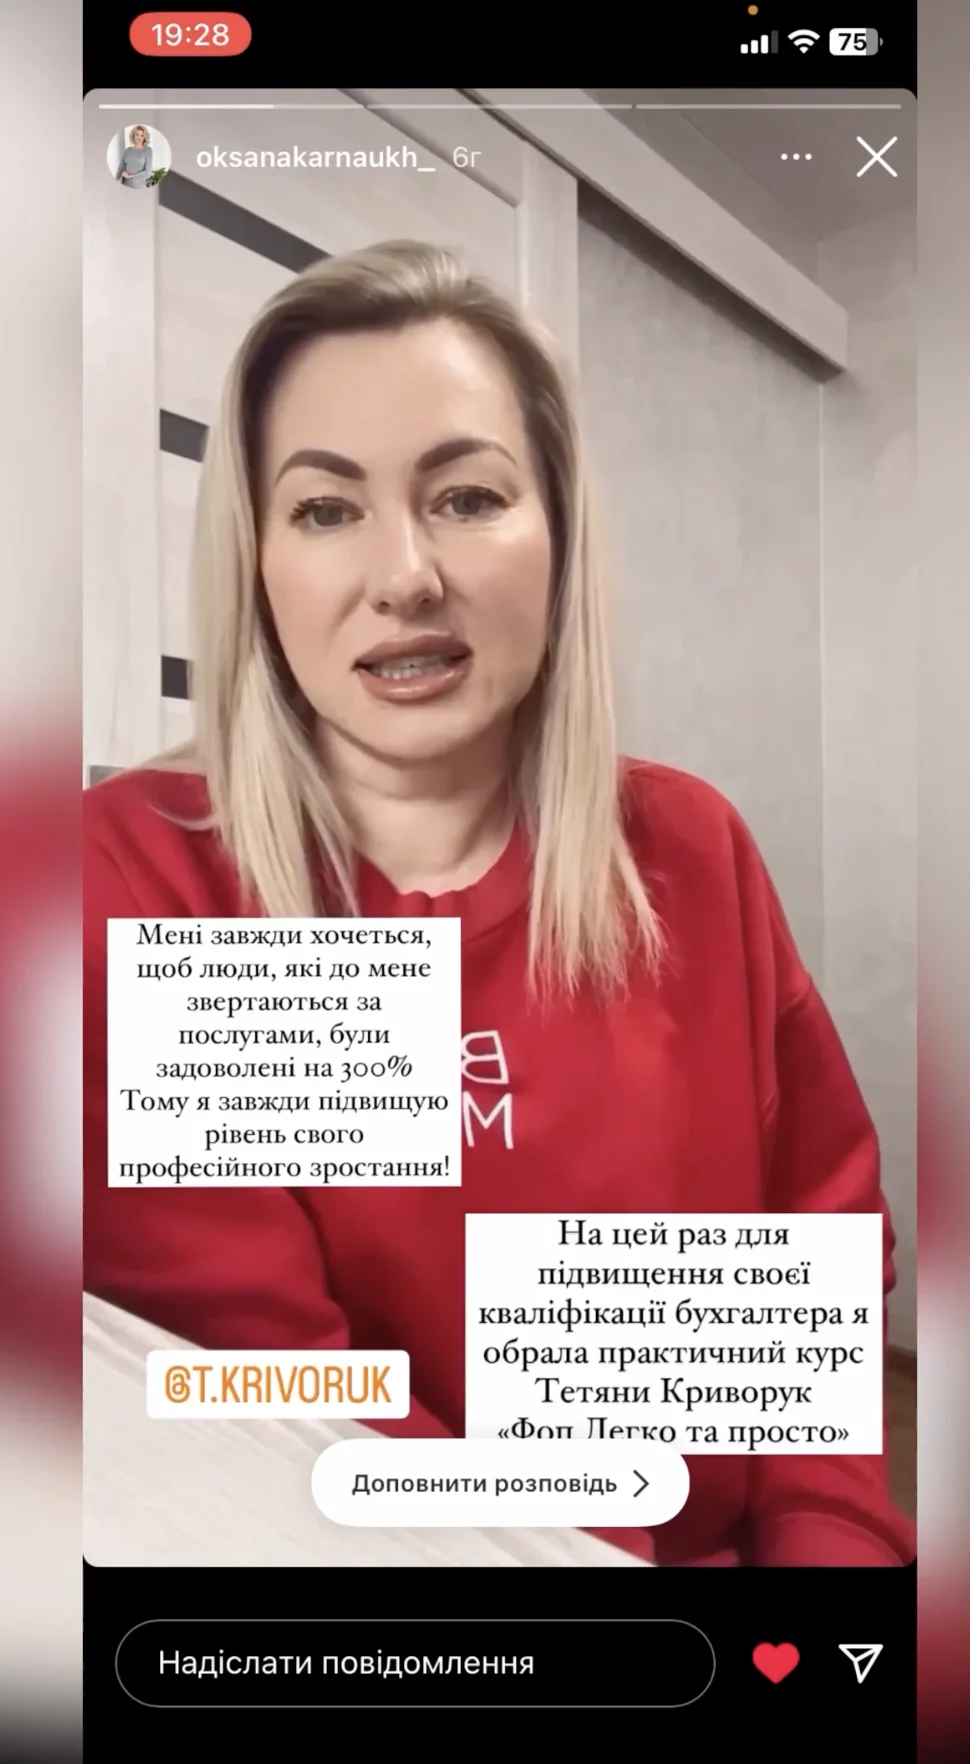 19:28
75
oksanakarnaukh_ 6г
Мені завжди хочеться,
щоб люди, які до мене
звертаються за
послугами, були
задоволені на 300%
Тому я завжди підвищую
рівень свого
професійного зростання!
В
М
На цей раз для
підвищення своєї
кваліфікації бухгалтера я
обрала практичний курс
Тетяни Криворук
«Фоп Легко та просто»
@T.KRIVORUK
Доповнити розповідь
Надіслати повідомлення